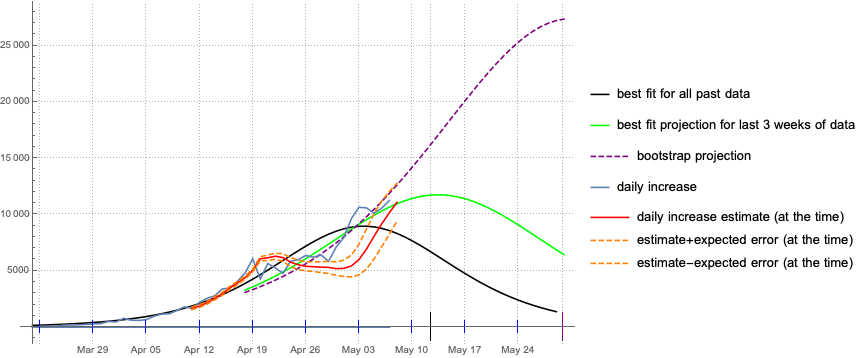 25 000
20 000
15 000
10 000
5000
Mar 29 Apr 05 Apr 12 Apr 19 Apr 26 May 03 May 10 May 17 May 24
best fit for all past data
best fit projection for last 3 weeks of data
bootstrap projection
daily increase
daily increase estimate (at the time)
estimate+expected error (at the time)
estimate−expected error (at the time)